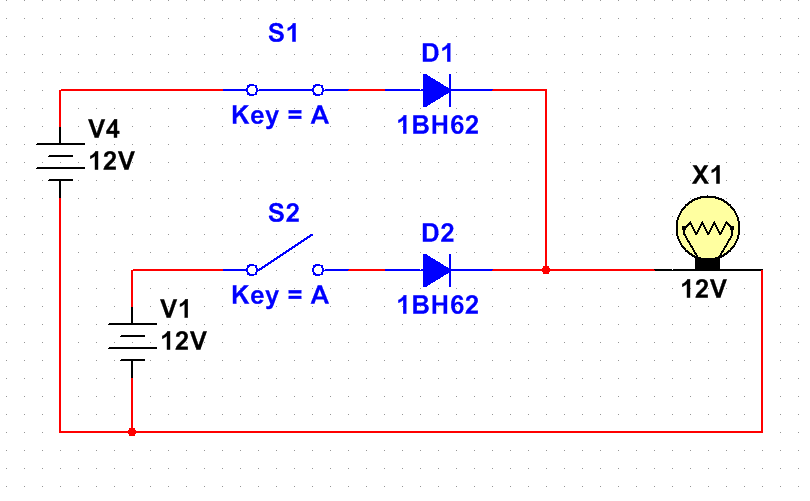 S1
D1
Key = A
1BH62
V4
12V
X1
S2
D2
12V
Key = A
1BH62
V1
12V